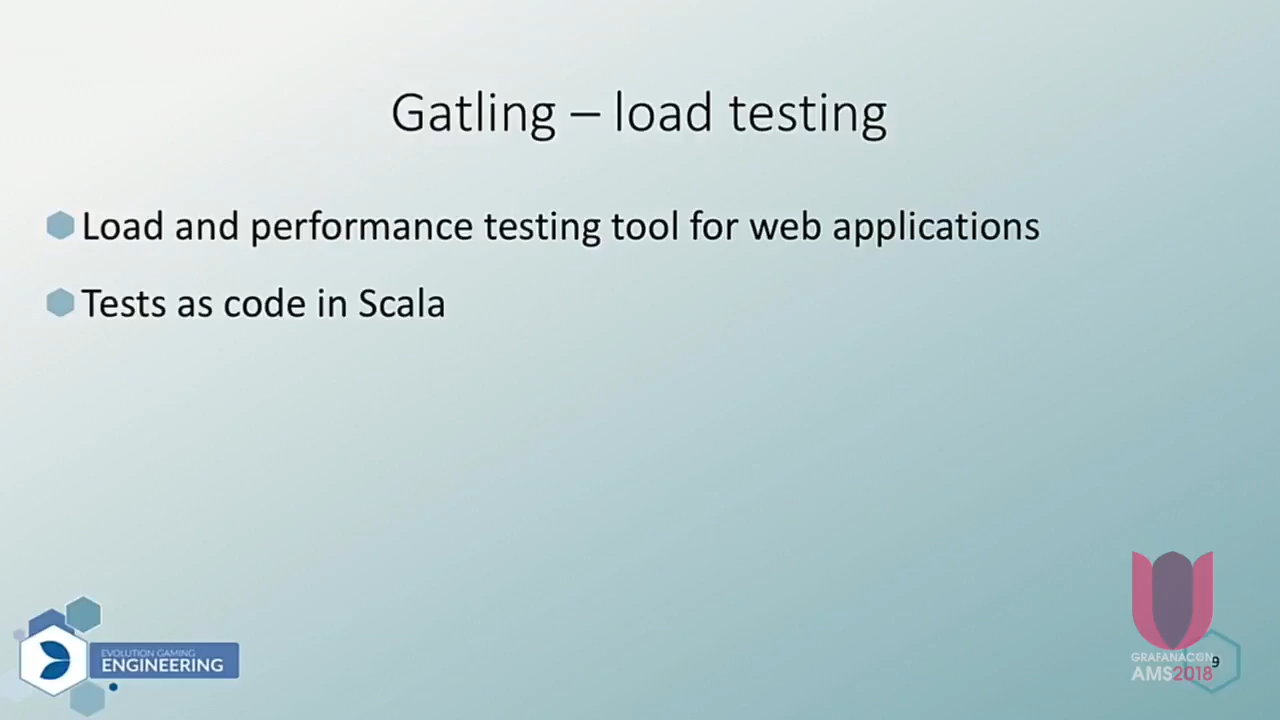 Gatling – load testing
Load and performance testing tool for web applications
Tests as code in Scala
EVOLUTION GAMING
ENGINEERING
GRAFANACON
AMS2018
9